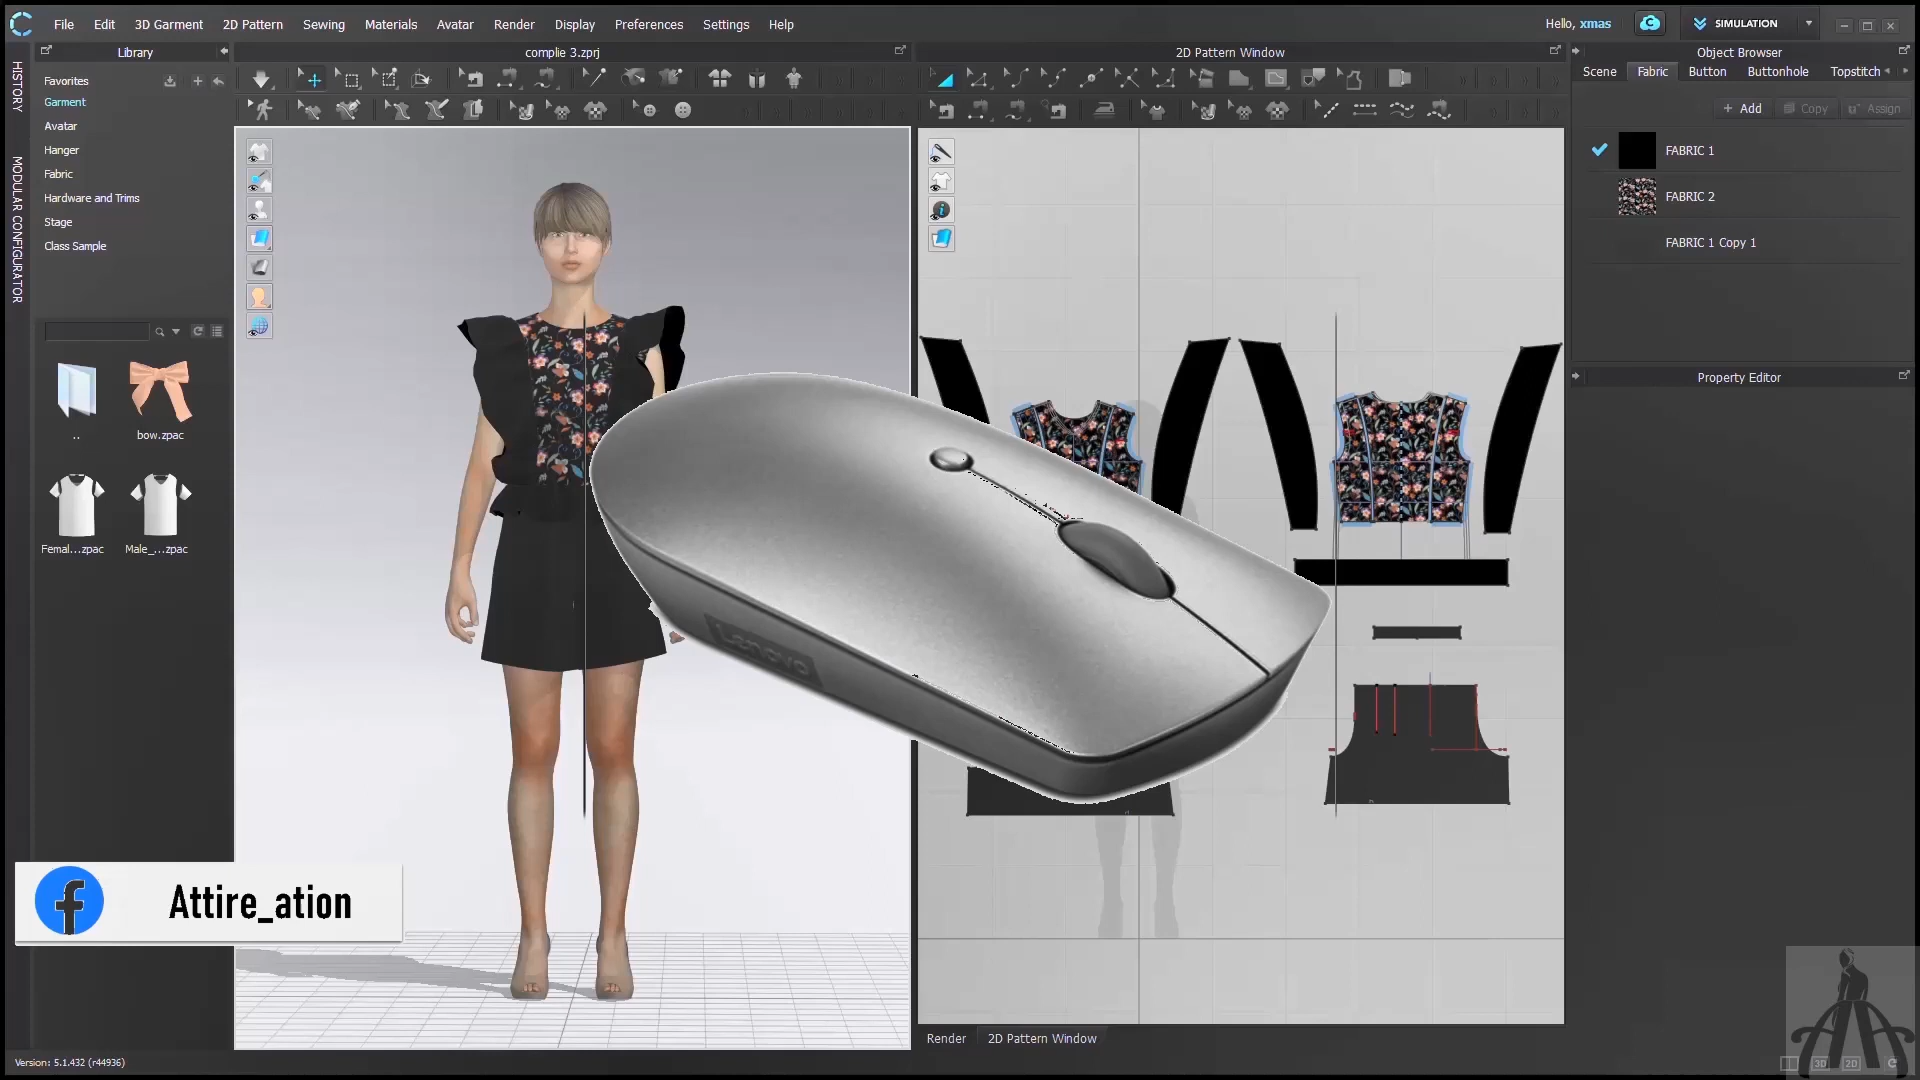 File Edit 3D Garment 2D Pattern Sewing Materials Avatar Render Display Preferences Settings Help
Hello, xmas
SIMULATION
Library
complie 3.zprj
2D Pattern Window
Object Browser
HISTORY
MODULAR CONFIGURATOR
Favorites
Garment
Avatar
Hanger
Fabric
Hardware and Trims
Stage
Class Sample
..
bow.zpac
Femal...zpac
Male_...zpac
Scene Fabric Button Buttonhole Topstitch
+ Add Copy Assign
FABRIC 1
FABRIC 2
FABRIC 1 Copy 1
Property Editor
Lenovo
Attire_ation
Render 2D Pattern Window
Version: 5.1.432 (r44936)
3D 2D